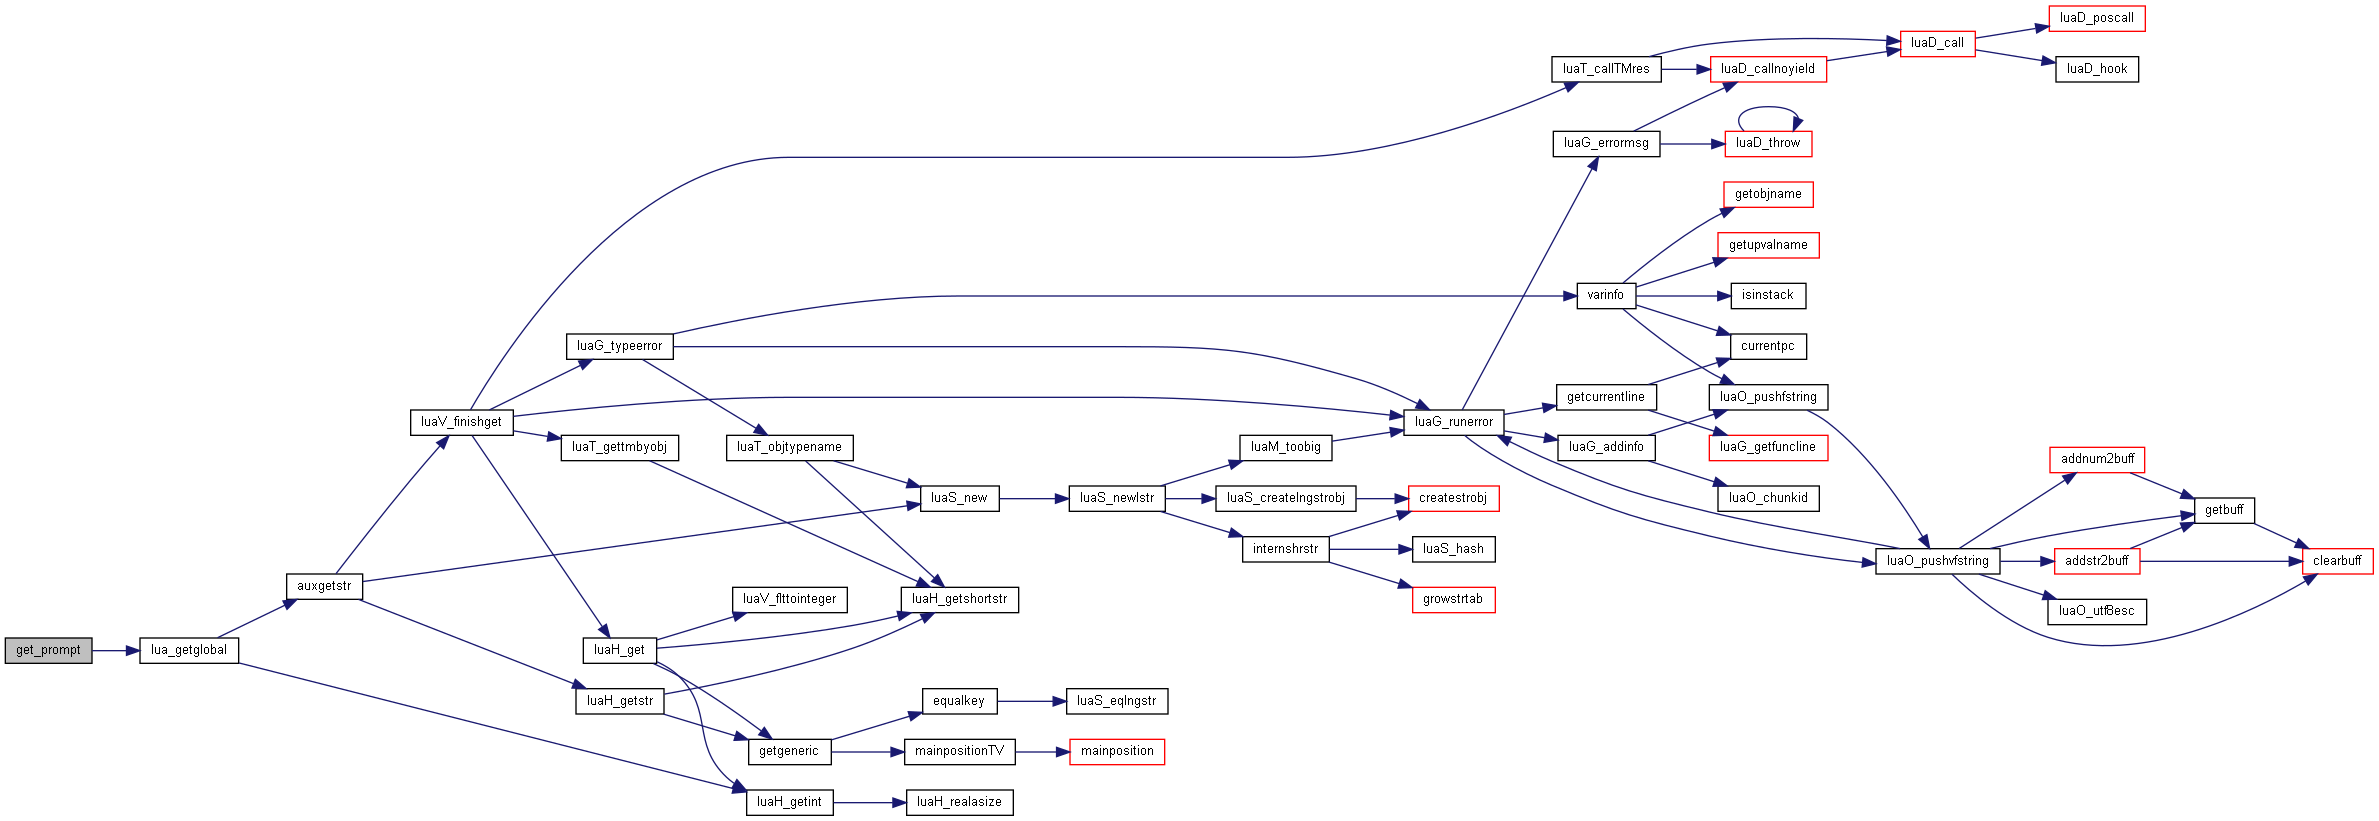 get_prompt
lua_getglobal
auxgetstr
luaV_finishget
luaG_typeerror
luaT_gettmbyobj
luaH_get
luaH_getstr
luaT_objtypename
luaV_flttointeger
getgeneric
luaH_getint
luaS_new
luaH_getshortstr
equalkey
mainpositionTV
luaH_realasize
luaS_newlstr
luaS_eqlngstr
mainposition
luaM_toobig
luaS_createlngstrobj
internshrstr
luaG_runerror
createstrobj
luaS_hash
growstrtab
luaT_callTMres
luaG_errormsg
varinfo
getcurrentline
luaG_addinfo
luaD_callnoyield
luaD_throw
getobjname
getupvalname
isinstack
currentpc
luaO_pushfstring
luaG_getfuncline
luaO_chunkid
luaD_call
luaO_pushvfstring
luaD_poscall
luaD_hook
addnum2buff
addstr2buff
luaO_utf8esc
getbuff
clearbuff